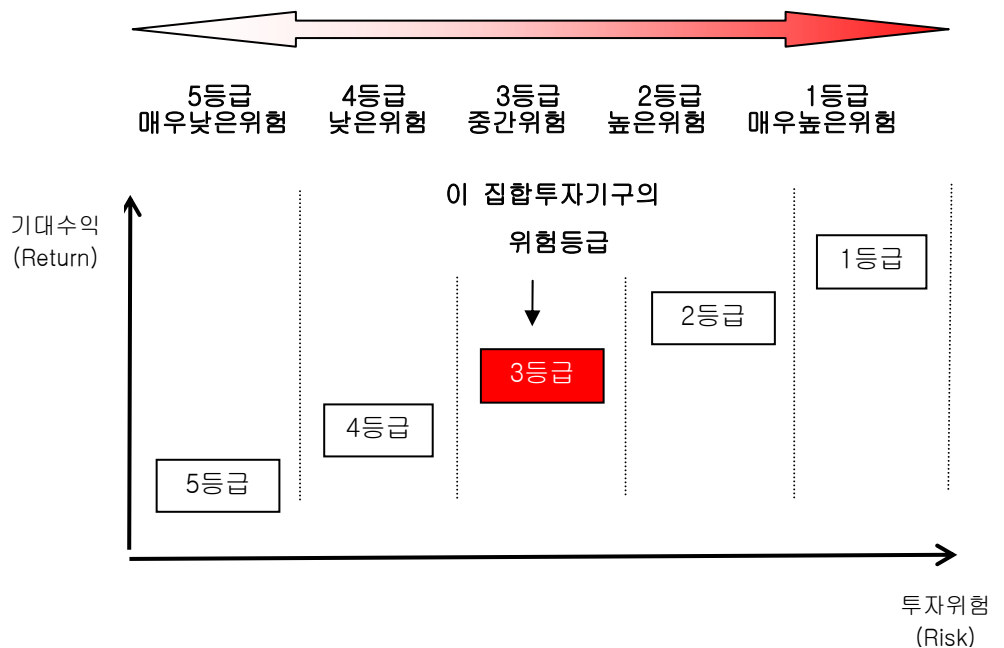 5등급 4등급 3등급 2등급 1등급
매우낮은위험 낮은위험 중간위험 높은위험 매우높은위험
이 집합투자기구의
위험등급
기대수익
(Return)
1등급
2등급
3등급
4등급
5등급
투자위험
(Risk)